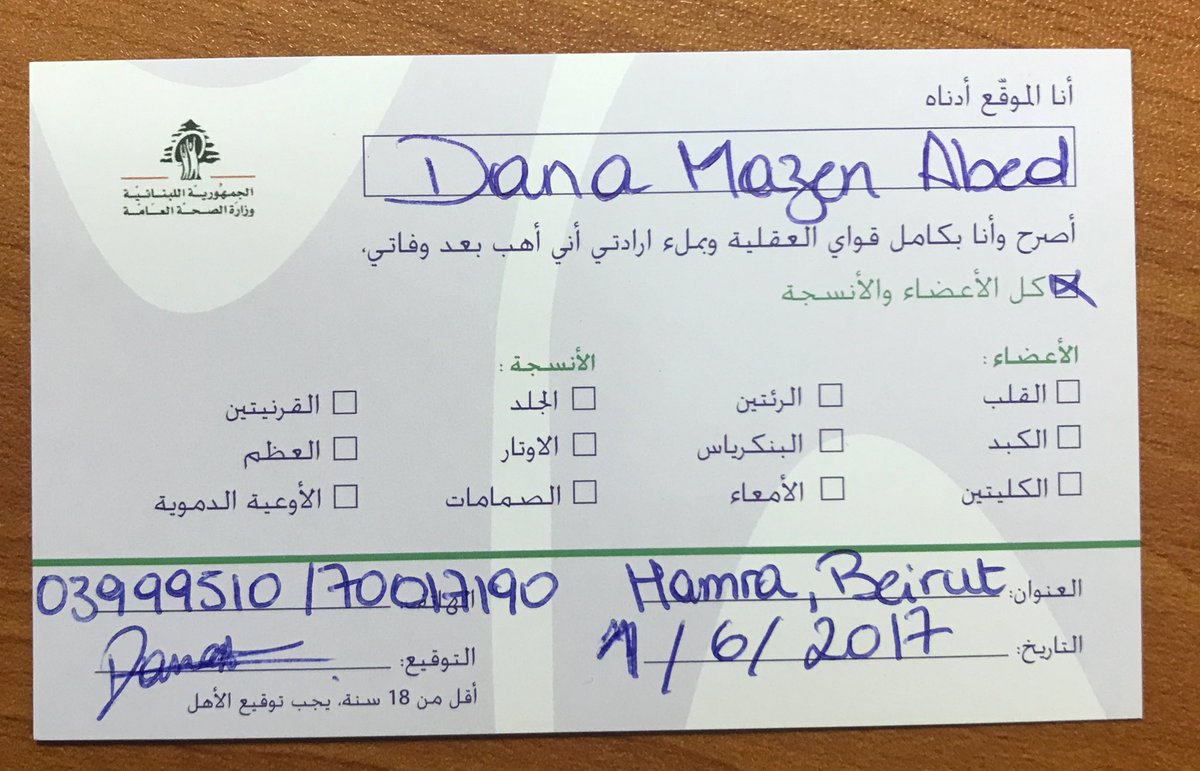 أنا الموقّع أدناه
Dana Mazen Abed
الجمهورية اللبنانية
وزارة الصحة العامة
أصرح وأنا بكامل قواي العقلية وبملء ارادتي أني أهب بعد وفاتي،
كل الأعضاء والأنسجة
الأعضاء: الأنسجة:
القلب الرئتين الجلد القرنيتين
الكبد البنكرياس الاوتار العظم
الكليتين الأمعاء الصمامات الأوعية الدموية
العنوان: Hamra, Beirut
03999510/70017190
التاريخ: 1/6/2017
التوقيع: Dana
أقل من 18 سنة، يجب توقيع الأهل